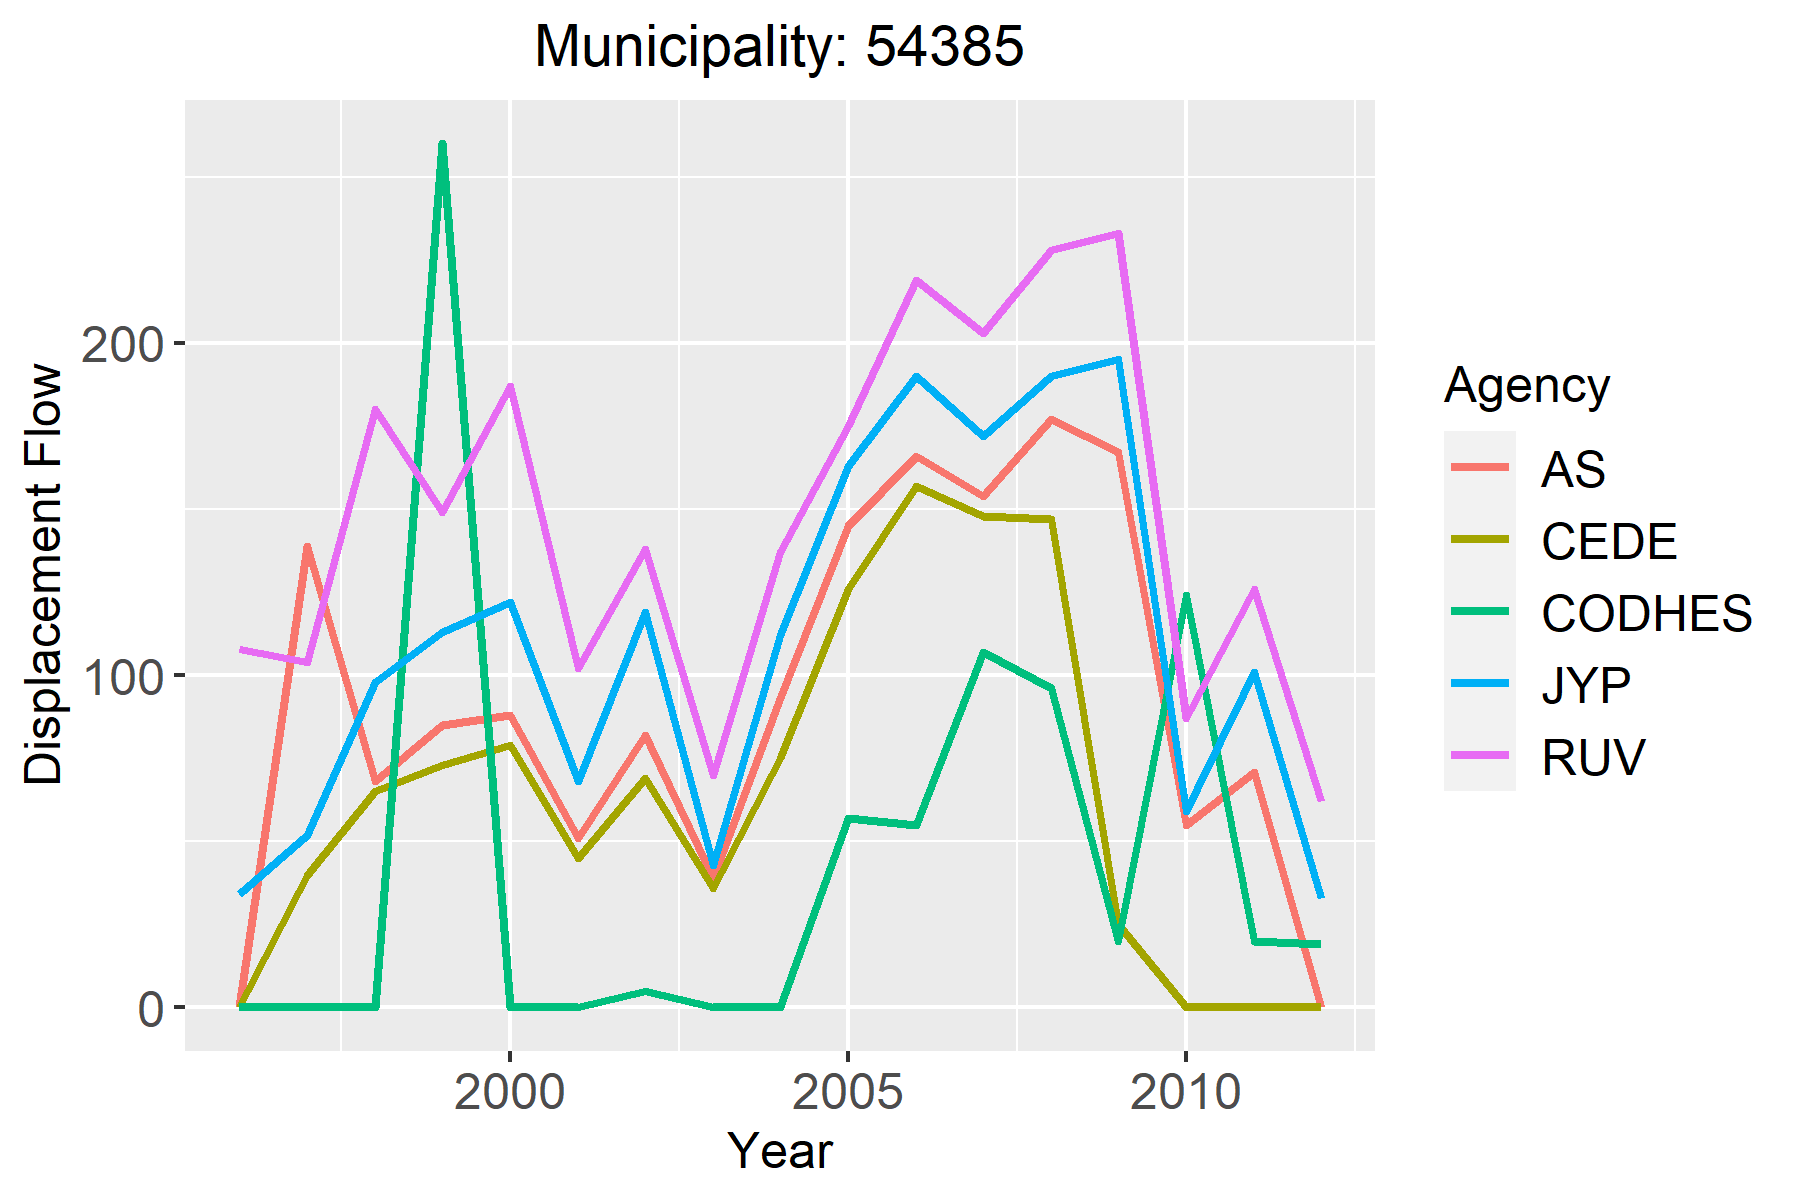 Municipality: 54385
Displacement Flow
200
100
0
2000
2005
2010
Year
Agency
AS
CEDE
CODHES
JYP
RUV